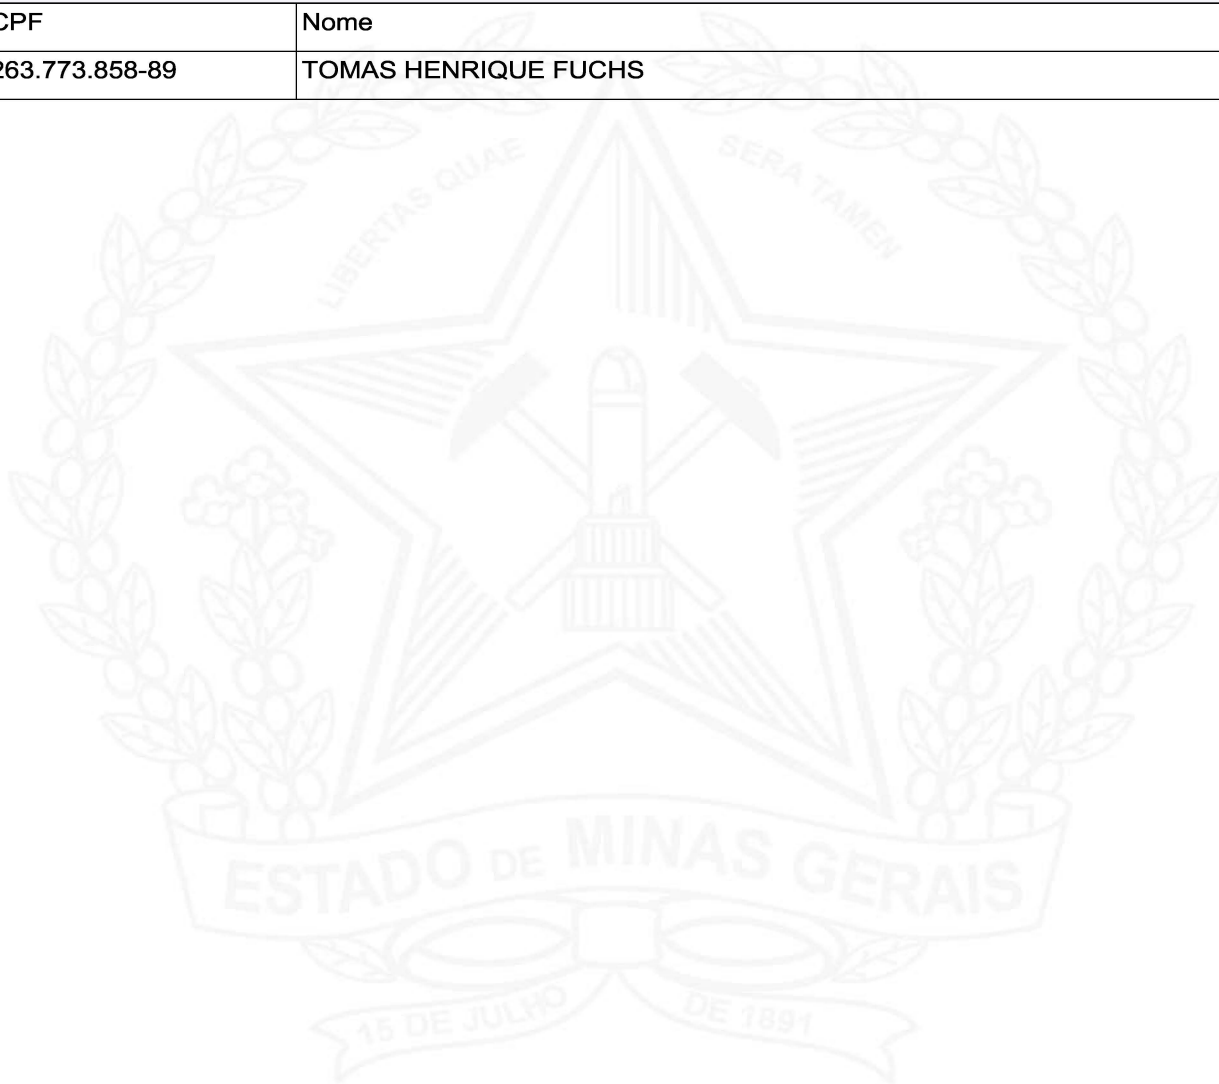 CPF Nome
263.773.858-89 TOMAS HENRIQUE FUCHS
LIBERTAS QUAE SERA TAMEN
ESTADO DE MINAS GERAIS
15 DE JULHO DE 1891